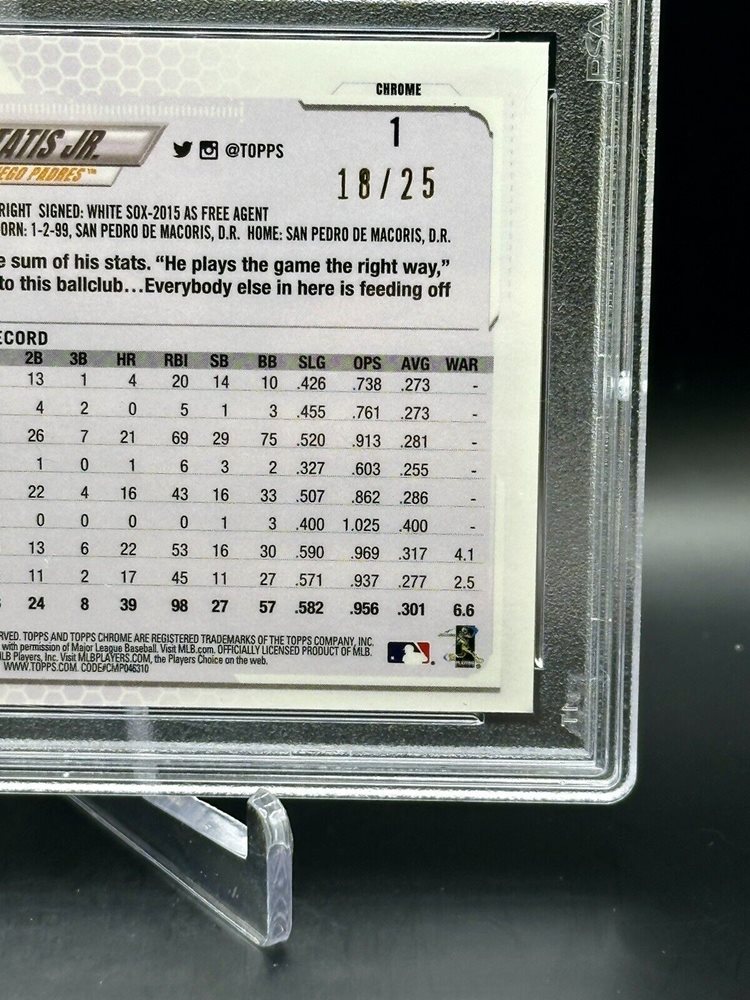 PSA
CHROME
1
TATIS JR.
@TOPPS
18/25
EGO PADRES™
RIGHT SIGNED: WHITE SOX-2015 AS FREE AGENT
ORN: 1-2-99, SAN PEDRO DE MACORIS, D.R. HOME: SAN PEDRO DE MACORIS, D.R.
e sum of his stats. “He plays the game the right way,”
to this ballclub...Everybody else in here is feeding off
ECORD
2B 3B HR RBI SB BB SLG OPS AVG WAR
13 1 4 20 14 10 .426 .738 .273 -
4 2 0 5 1 3 .455 .761 .273 -
26 7 21 69 29 75 .520 .913 .281 -
1 0 1 6 3 2 .327 .603 .255 -
22 4 16 43 16 33 .507 .862 .286 -
0 0 0 0 1 3 .400 1.025 .400 -
13 6 22 53 16 30 .590 .969 .317 4.1
11 2 17 45 11 27 .571 .937 .277 2.5
24 8 39 98 27 57 .582 .956 .301 6.6
RVED. TOPPS AND TOPPS CHROME ARE REGISTERED TRADEMARKS OF THE TOPPS COMPANY, INC.
with permission of Major League Baseball. Visit MLB.com. OFFICIALLY LICENSED PRODUCT OF MLB.
LB Players, Inc. Visit MLBPLAYERS.COM, the Players Choice on the web.
WWW.TOPPS.COM. CODE#CMP046310